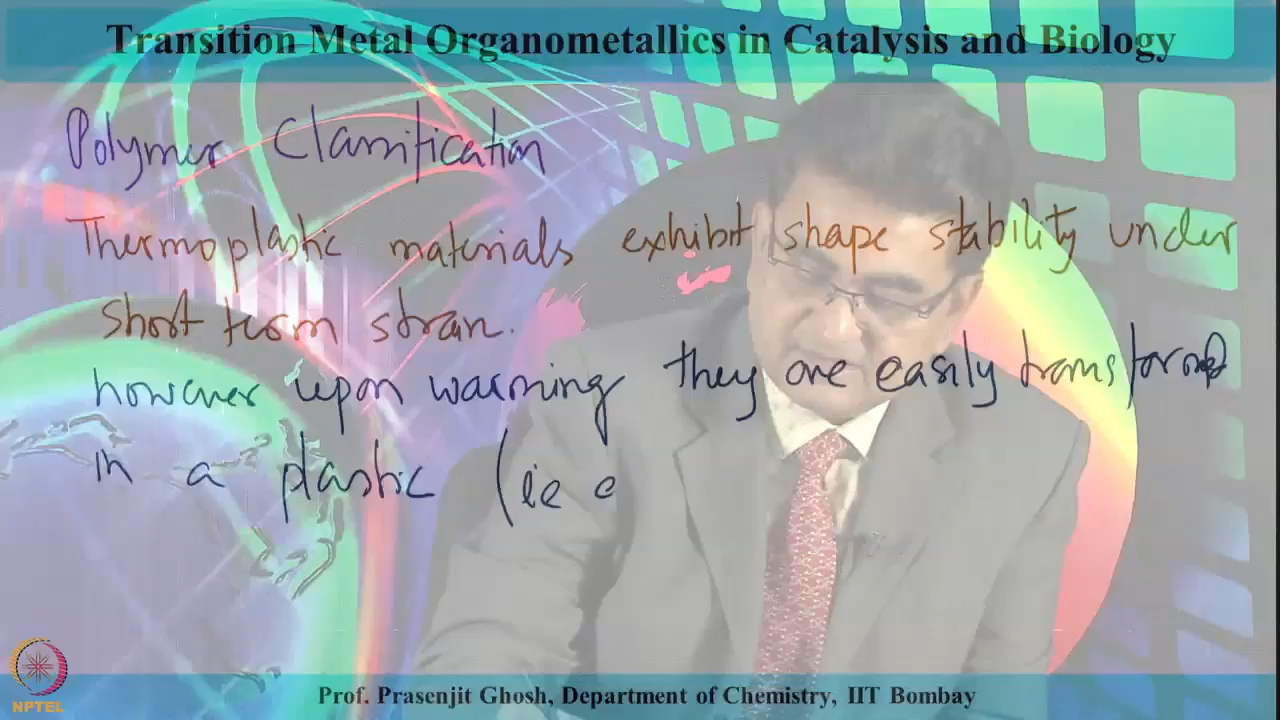 Transition Metal Organometallics in Catalysis and Biology
Polymer Classification
Thermoplastic materials exhibit shape stability under
short term strain.
however upon warming they are easily transformed
in a plastic (ie e
Prof. Prasenjit Ghosh, Department of Chemistry, IIT Bombay
NPTEL